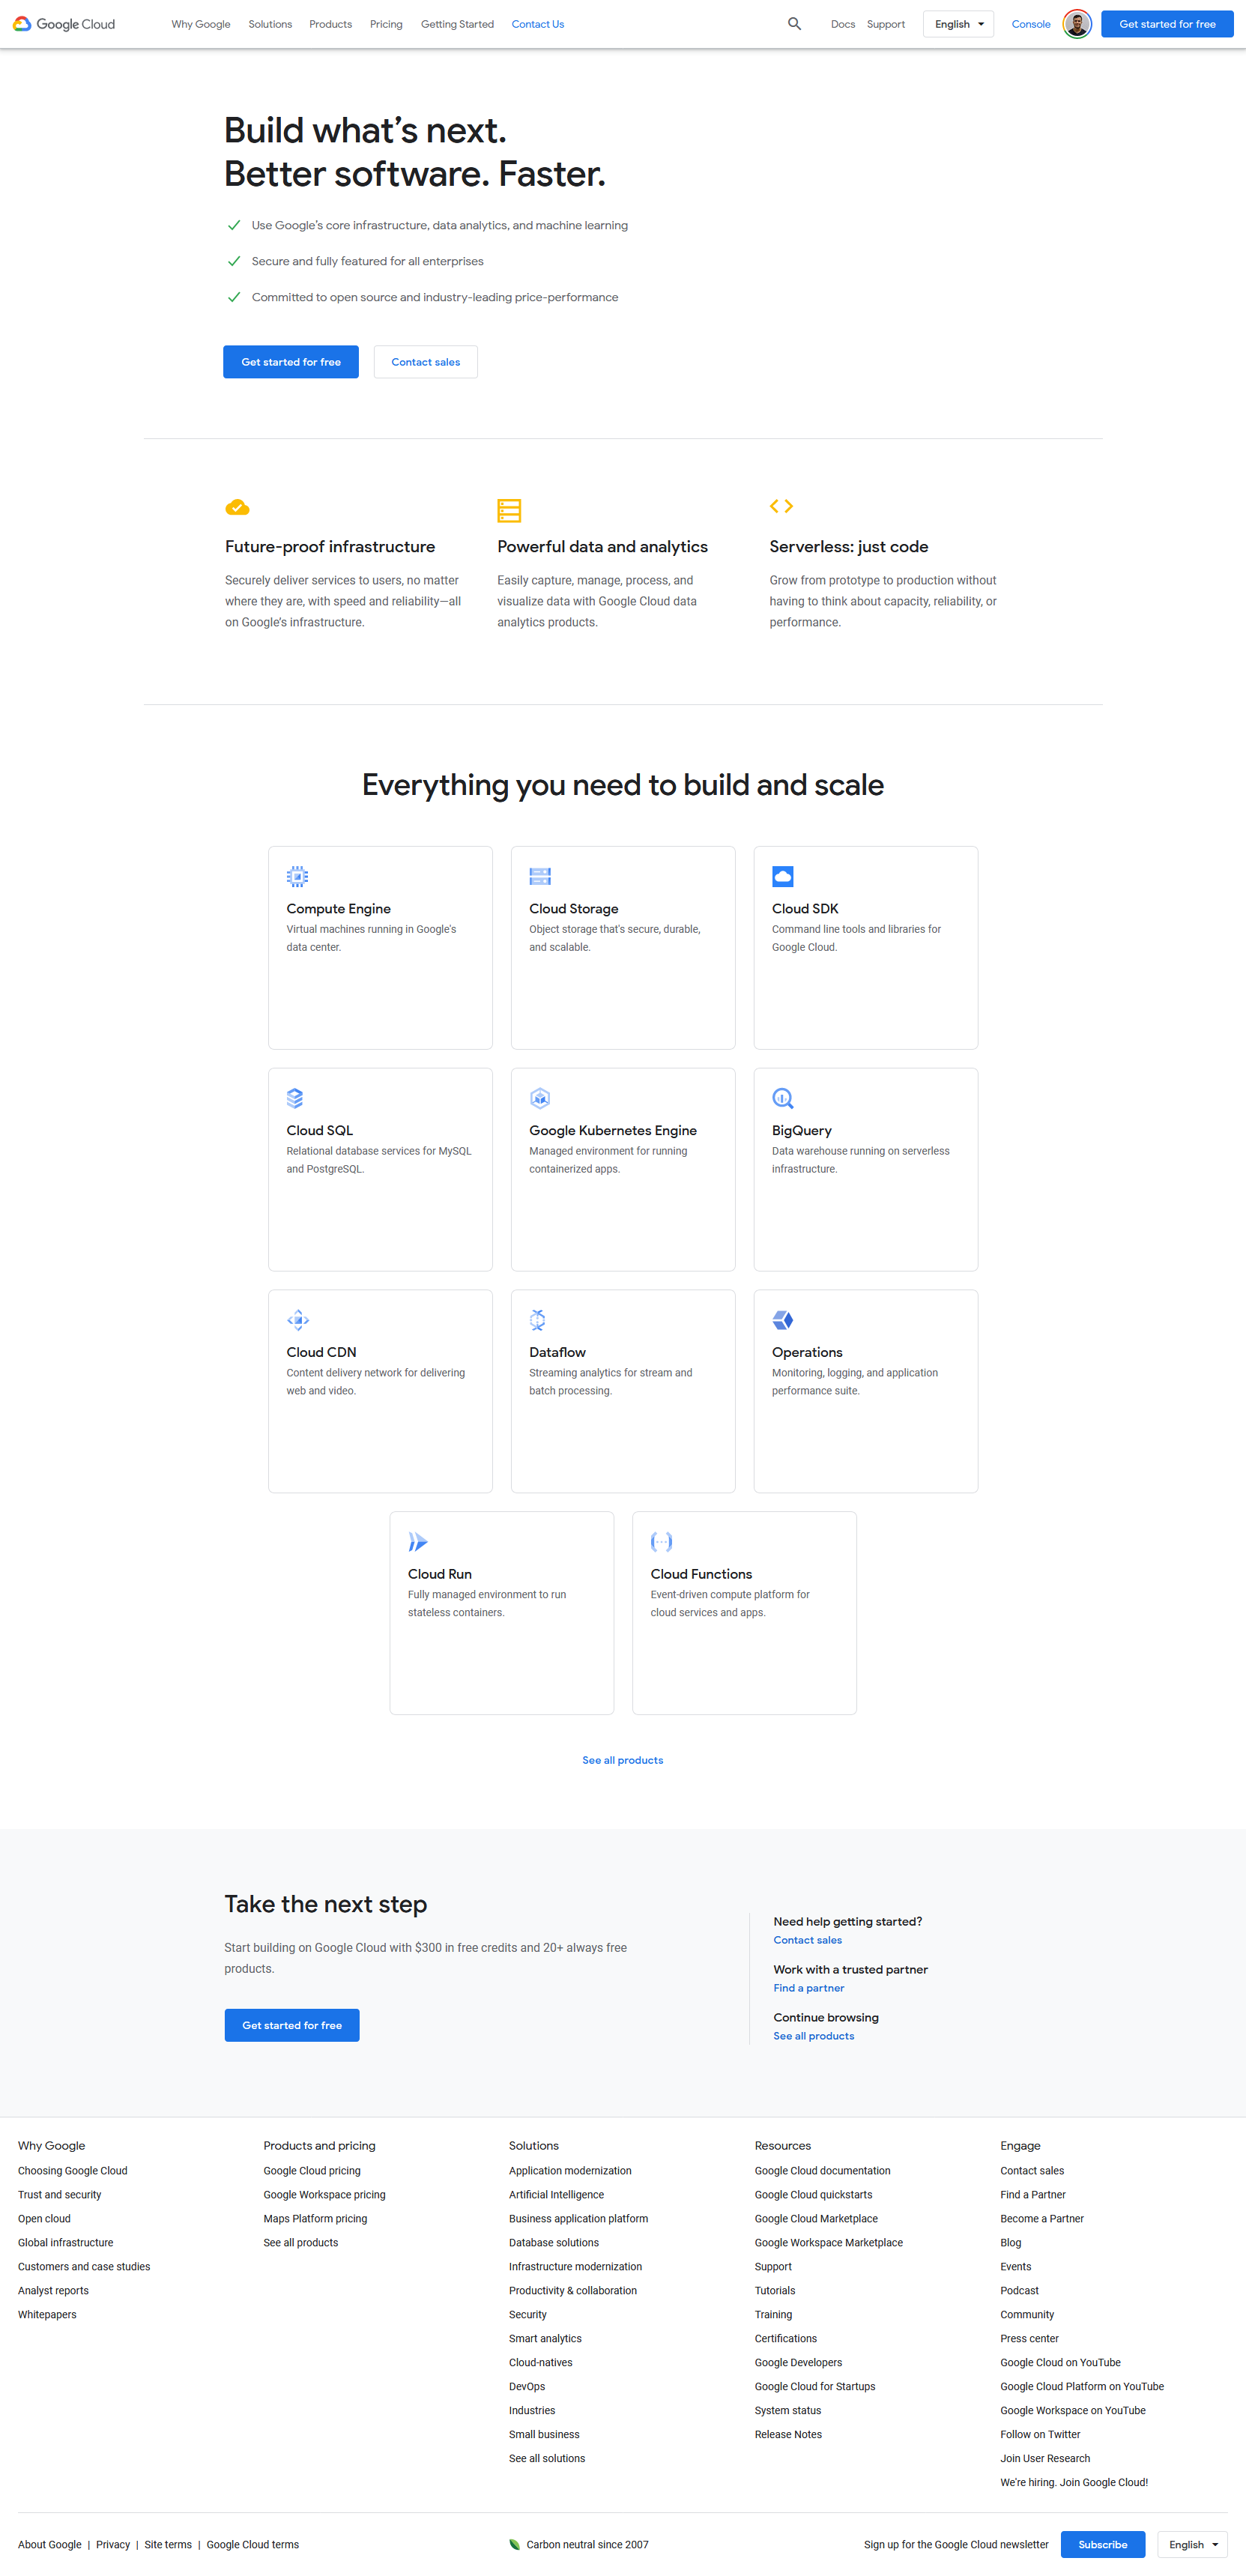 Google Cloud
Why Google Solutions Products Pricing Getting Started Contact Us Docs Support English Console Get started for free
Build what's next.
Better software. Faster.
Use Google's core infrastructure, data analytics, and machine learning
Secure and fully featured for all enterprises
Committed to open source and industry-leading price-performance
Get started for free Contact sales
Future-proof infrastructure
Securely deliver services to users, no matter
where they are, with speed and reliability—all
on Google's infrastructure.
Powerful data and analytics
Easily capture, manage, process, and
visualize data with Google Cloud data
analytics products.
Serverless: just code
Grow from prototype to production without
having to think about capacity, reliability, or
performance.
Everything you need to build and scale
Compute Engine
Virtual machines running in Google's
data center.
Cloud Storage
Object storage that's secure, durable,
and scalable.
Cloud SDK
Command line tools and libraries for
Google Cloud.
Cloud SQL
Relational database services for MySQL
and PostgreSQL.
Google Kubernetes Engine
Managed environment for running
containerized apps.
BigQuery
Data warehouse running on serverless
infrastructure.
Cloud CDN
Content delivery network for delivering
web and video.
Dataflow
Streaming analytics for stream and
batch processing.
Operations
Monitoring, logging, and application
performance suite.
Cloud Run
Fully managed environment to run
stateless containers.
Cloud Functions
Event-driven compute platform for
cloud services and apps.
See all products
Take the next step
Start building on Google Cloud with $300 in free credits and 20+ always free
products.
Get started for free
Need help getting started?
Contact sales
Work with a trusted partner
Find a partner
Continue browsing
See all products
Why Google
Choosing Google Cloud
Trust and security
Open cloud
Global infrastructure
Customers and case studies
Analyst reports
Whitepapers
Products and pricing
Google Cloud pricing
Google Workspace pricing
Maps Platform pricing
See all products
Solutions
Application modernization
Artificial Intelligence
Business application platform
Database solutions
Infrastructure modernization
Productivity & collaboration
Security
Smart analytics
Cloud-natives
DevOps
Industries
Small business
See all solutions
Resources
Google Cloud documentation
Google Cloud quickstarts
Google Cloud Marketplace
Google Workspace Marketplace
Support
Tutorials
Training
Certifications
Google Developers
Google Cloud for Startups
System status
Release Notes
Engage
Contact sales
Find a Partner
Become a Partner
Blog
Events
Podcast
Community
Press center
Google Cloud on YouTube
Google Cloud Platform on YouTube
Google Workspace on YouTube
Follow on Twitter
Join User Research
We're hiring. Join Google Cloud!
About Google | Privacy | Site terms | Google Cloud terms
Carbon neutral since 2007
Sign up for the Google Cloud newsletter Subscribe English